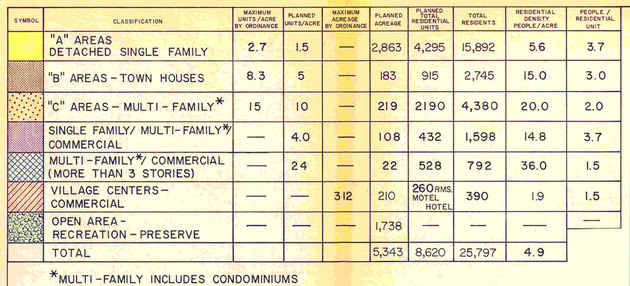 SYMBOL CLASSIFICATION MAXIMUM UNITS/ACRE BY ORDINANCE PLANNED UNITS/ACRE MAXIMUM ACREAGE BY ORDINANCE PLANNED ACREAGE PLANNED TOTAL RESIDENTIAL UNITS TOTAL RESIDENTS RESIDENTIAL DENSITY PEOPLE/ACRE PEOPLE / RESIDENTIAL UNIT
"A" AREAS
DETACHED SINGLE FAMILY 2.7 1.5 — 2,863 4,295 15,892 5.6 3.7
"B" AREAS - TOWN HOUSES 8.3 5 — 183 915 2,745 15.0 3.0
"C" AREAS - MULTI - FAMILY* 15 10 — 219 2190 4,380 20.0 2.0
SINGLE FAMILY/ MULTI-FAMILY*/
COMMERCIAL — 4.0 — 108 432 1,598 14.8 3.7
MULTI-FAMILY*/ COMMERCIAL
(MORE THAN 3 STORIES) — 24 — 22 528 792 36.0 1.5
VILLAGE CENTERS -
COMMERCIAL — — 312 210 260 RMS. MOTEL HOTEL 390 1.9 1.5
OPEN AREA -
RECREATION - PRESERVE 1,738 —
TOTAL 5,343 8,620 25,797 4.9
*MULTI-FAMILY INCLUDES CONDOMINIUMS